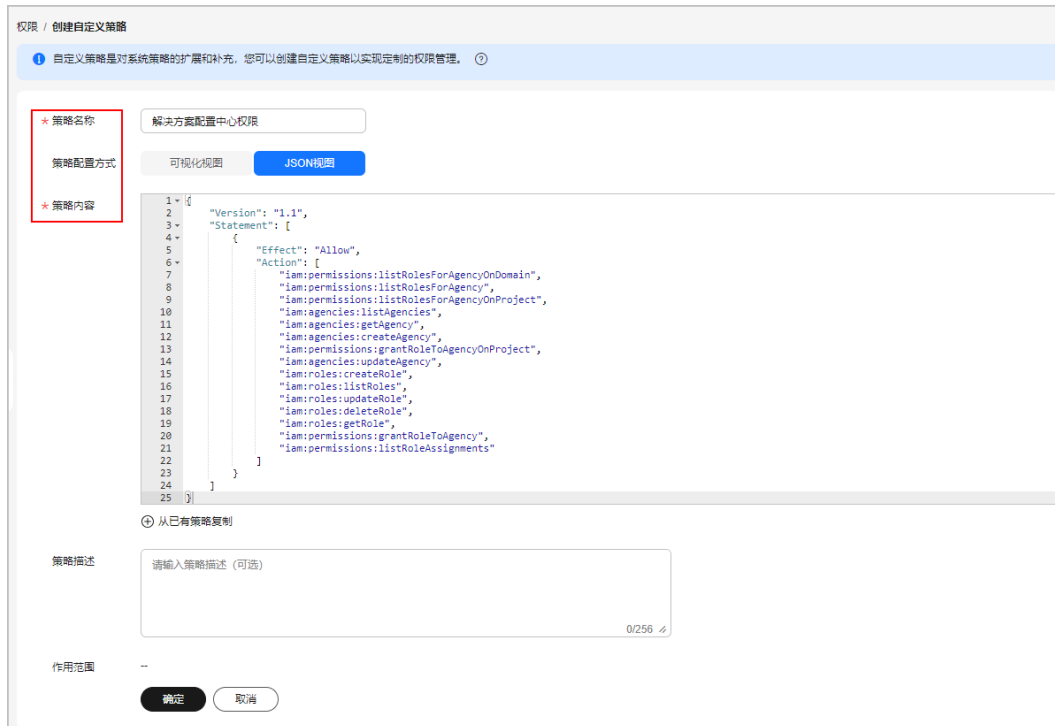 权限 / 创建自定义策略
自定义策略是对系统策略的扩展和补充，您可以创建自定义策略以实现定制的权限管理。
* 策略名称 解决方案配置中心权限
策略配置方式 可视化视图 JSON视图
* 策略内容
1 {
2 "Version": "1.1",
3 "Statement": [
4 {
5 "Effect": "Allow",
6 "Action": [
7 "iam:permissions:listRolesForAgencyOnDomain",
8 "iam:permissions:listRolesForAgency",
9 "iam:permissions:listRolesForAgencyOnProject",
10 "iam:agencies:listAgencies",
11 "iam:agencies:getAgency",
12 "iam:agencies:createAgency",
13 "iam:permissions:grantRoleToAgencyOnProject",
14 "iam:agencies:updateAgency",
15 "iam:roles:createRole",
16 "iam:roles:listRoles",
17 "iam:roles:updateRole",
18 "iam:roles:deleteRole",
19 "iam:roles:getRole",
20 "iam:permissions:grantRoleToAgency",
21 "iam:permissions:listRoleAssignments"
22 ]
23 }
24 ]
25 }
从已有策略复制
策略描述 请输入策略描述（可选）
0/256
作用范围 --
确定 取消